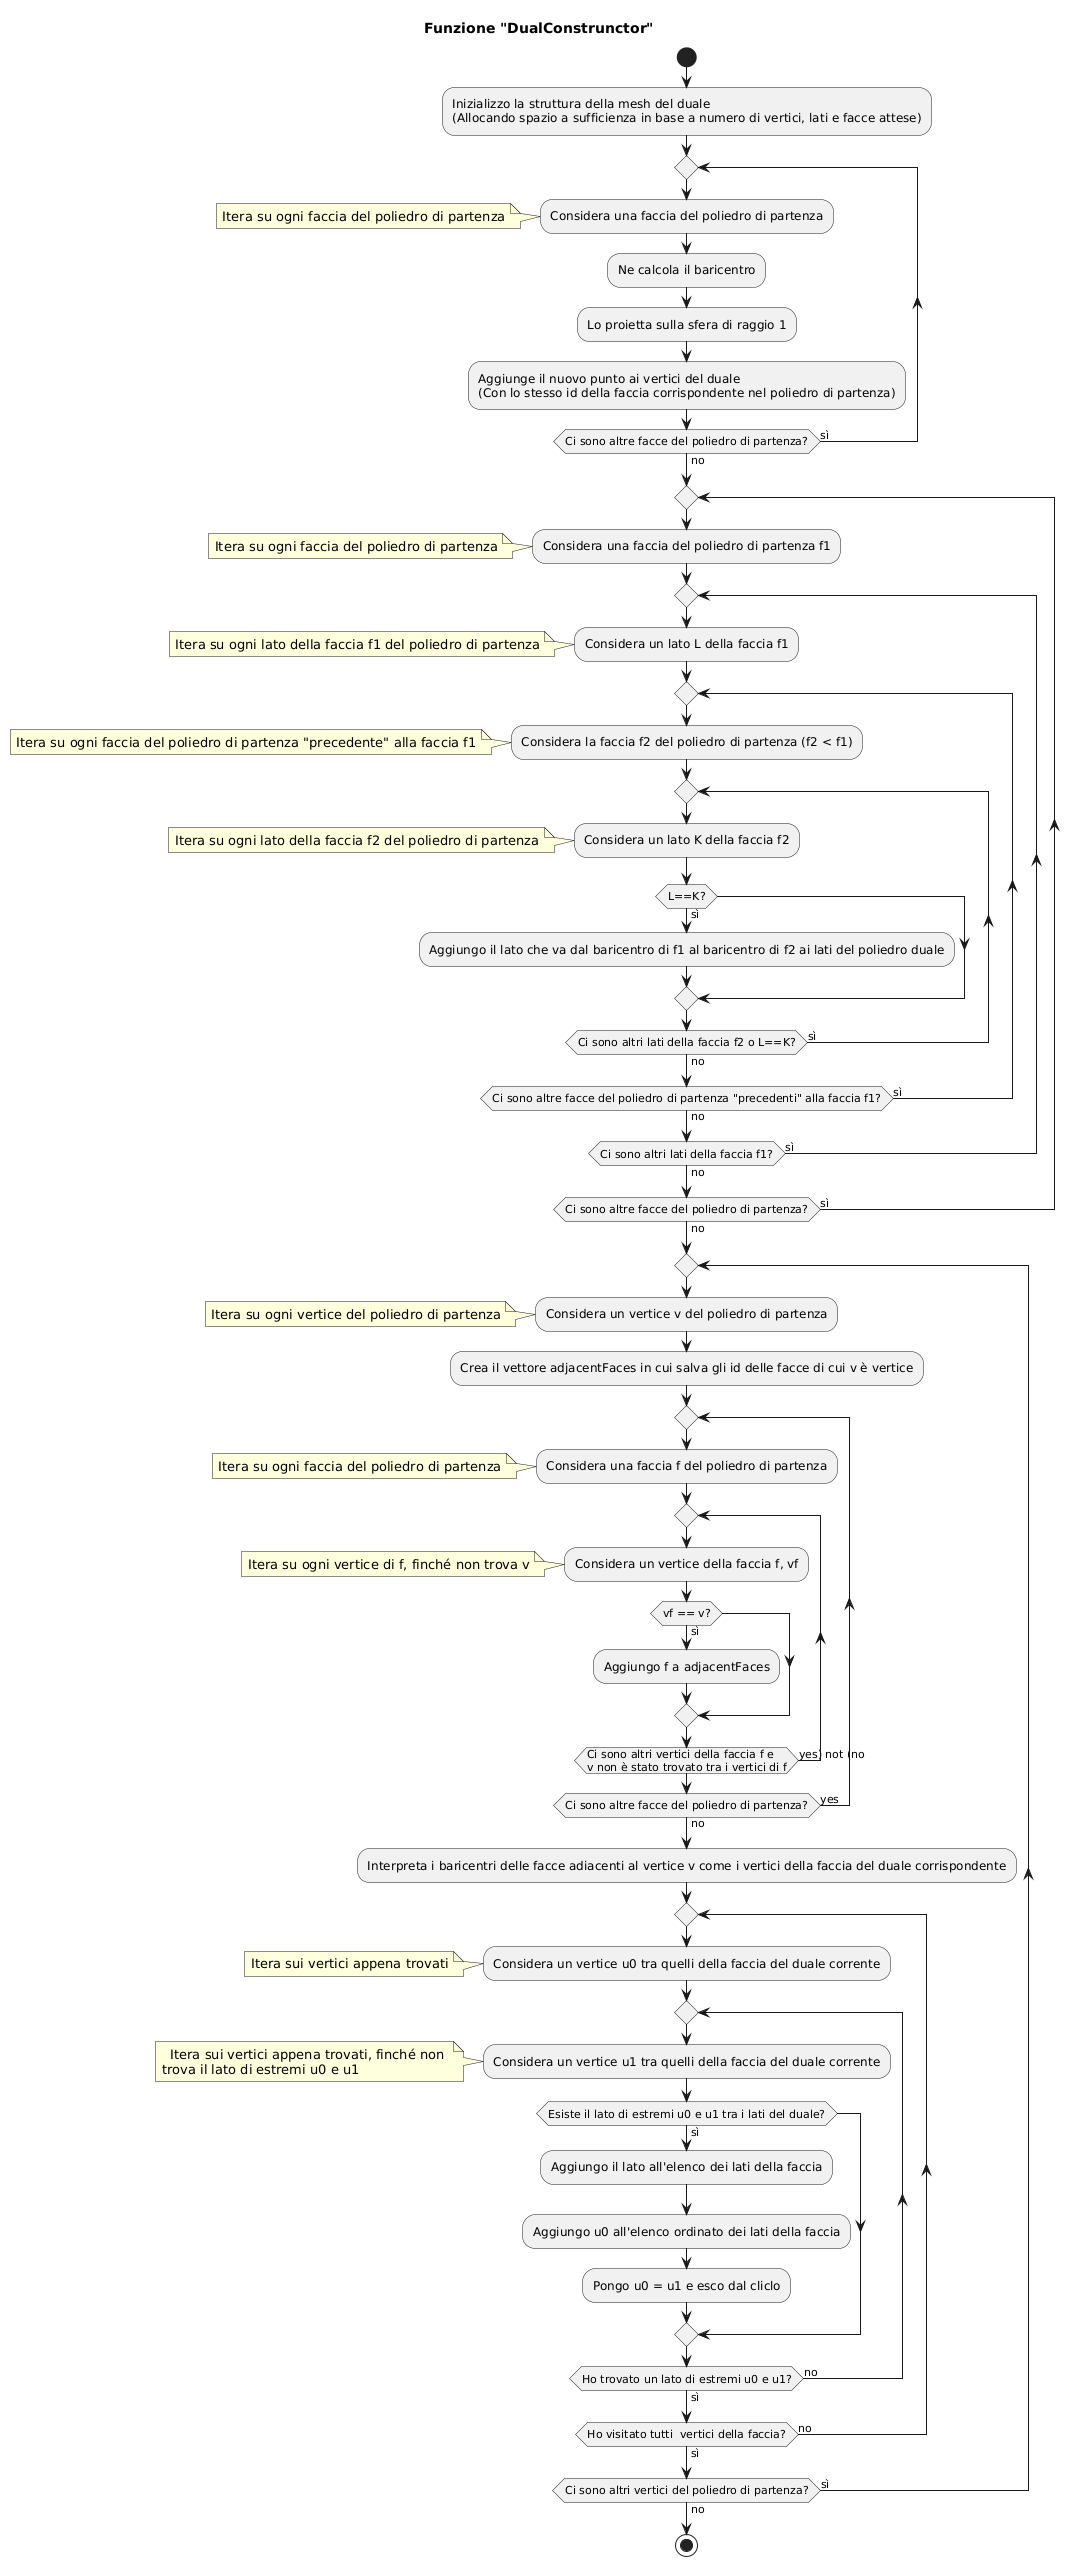 Funzione "DualConstrunctor"
Inizializzo la struttura della mesh del duale
(Allocando spazio a sufficienza in base a numero di vertici, lati e facce attese)
Itera su ogni faccia del poliedro di partenza
Considera una faccia del poliedro di partenza
Ne calcola il baricentro
Lo proietta sulla sfera di raggio 1
Aggiunge il nuovo punto ai vertici del duale
(Con lo stesso id della faccia corrispondente nel poliedro di partenza)
Ci sono altre facce del poliedro di partenza?
sì
no
Itera su ogni faccia del poliedro di partenza
Considera una faccia del poliedro di partenza f1
Itera su ogni lato della faccia f1 del poliedro di partenza
Considera un lato L della faccia f1
Itera su ogni faccia del poliedro di partenza "precedente" alla faccia f1
Considera la faccia f2 del poliedro di partenza (f2 < f1)
Itera su ogni lato della faccia f2 del poliedro di partenza
Considera un lato K della faccia f2
L==K?
sì
Aggiungo il lato che va dal baricentro di f1 al baricentro di f2 ai lati del poliedro duale
Ci sono altri lati della faccia f2 o L==K?
sì
no
Ci sono altre facce del poliedro di partenza "precedenti" alla faccia f1?
sì
no
Ci sono altri lati della faccia f1?
sì
no
Ci sono altre facce del poliedro di partenza?
sì
no
Itera su ogni vertice del poliedro di partenza
Considera un vertice v del poliedro di partenza
Crea il vettore adjacentFaces in cui salva gli id delle facce di cui v è vertice
Itera su ogni faccia del poliedro di partenza
Considera una faccia f del poliedro di partenza
Itera su ogni vertice di f, finché non trova v
Considera un vertice della faccia f, vf
vf == v?
sì
Aggiungo f a adjacentFaces
Ci sono altri vertici della faccia f e
v non è stato trovato tra i vertici di f
yes) not (no
Ci sono altre facce del poliedro di partenza?
yes
no
Interpreta i baricentri delle facce adiacenti al vertice v come i vertici della faccia del duale corrispondente
Itera sui vertici appena trovati
Considera un vertice u0 tra quelli della faccia del duale corrente
Itera sui vertici appena trovati, finché non
trova il lato di estremi u0 e u1
Considera un vertice u1 tra quelli della faccia del duale corrente
Esiste il lato di estremi u0 e u1 tra i lati del duale?
sì
Aggiungo il lato all'elenco dei lati della faccia
Aggiungo u0 all'elenco ordinato dei lati della faccia
Pongo u0 = u1 e esco dal cliclo
Ho trovato un lato di estremi u0 e u1?
no
sì
Ho visitato tutti  vertici della faccia?
no
sì
Ci sono altri vertici del poliedro di partenza?
sì
no